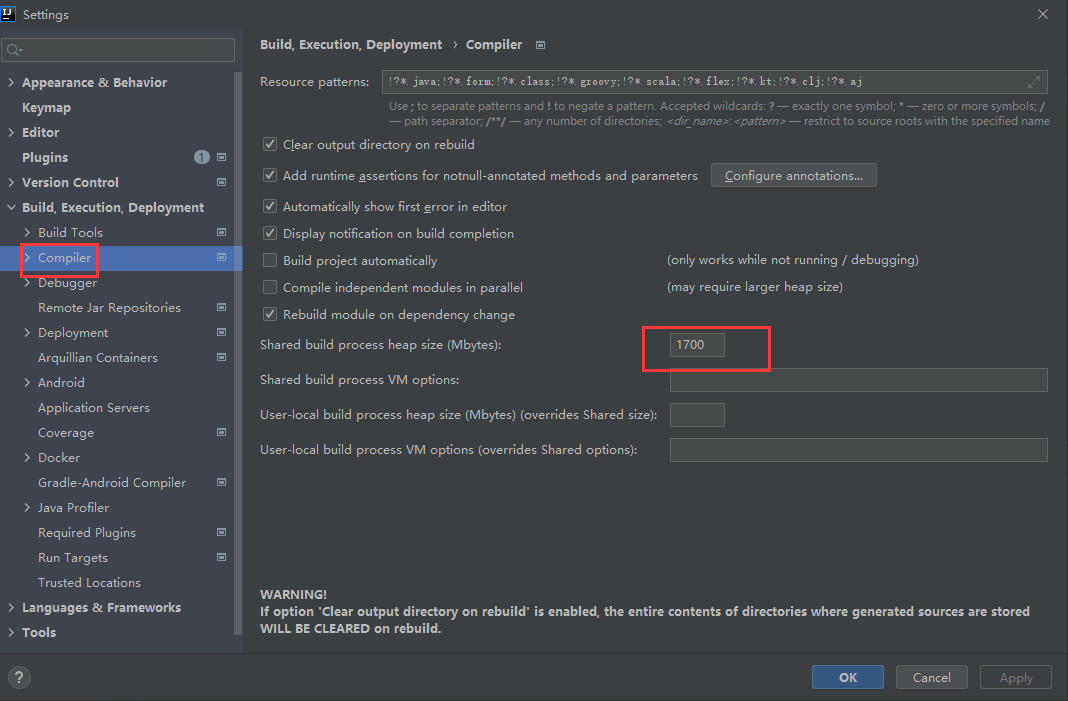 Settings
Appearance & Behavior
Keymap
Editor
Plugins 1
Version Control
Build, Execution, Deployment
Build Tools
Compiler
Debugger
Remote Jar Repositories
Deployment
Arquillian Containers
Android
Application Servers
Coverage
Docker
Gradle-Android Compiler
Java Profiler
Required Plugins
Run Targets
Trusted Locations
Languages & Frameworks
Tools
Build, Execution, Deployment › Compiler
Resource patterns: !?*.java;!?*.form;!?*.class;!?*.groovy;!?*.scala;!?*.flex;!?*.kt;!?*.clj;!?*.aj
Use ; to separate patterns and ! to negate a pattern. Accepted wildcards: ? — exactly one symbol; * — zero or more symbols; /
— path separator; /**/ — any number of directories; <dir_name>:<pattern> — restrict to source roots with the specified name
Clear output directory on rebuild
Add runtime assertions for notnull-annotated methods and parameters Configure annotations...
Automatically show first error in editor
Display notification on build completion
Build project automatically (only works while not running / debugging)
Compile independent modules in parallel (may require larger heap size)
Rebuild module on dependency change
Shared build process heap size (Mbytes): 1700
Shared build process VM options:
User-local build process heap size (Mbytes) (overrides Shared size):
User-local build process VM options (overrides Shared options):
WARNING!
If option 'Clear output directory on rebuild' is enabled, the entire contents of directories where generated sources are stored
WILL BE CLEARED on rebuild.
? OK Cancel Apply